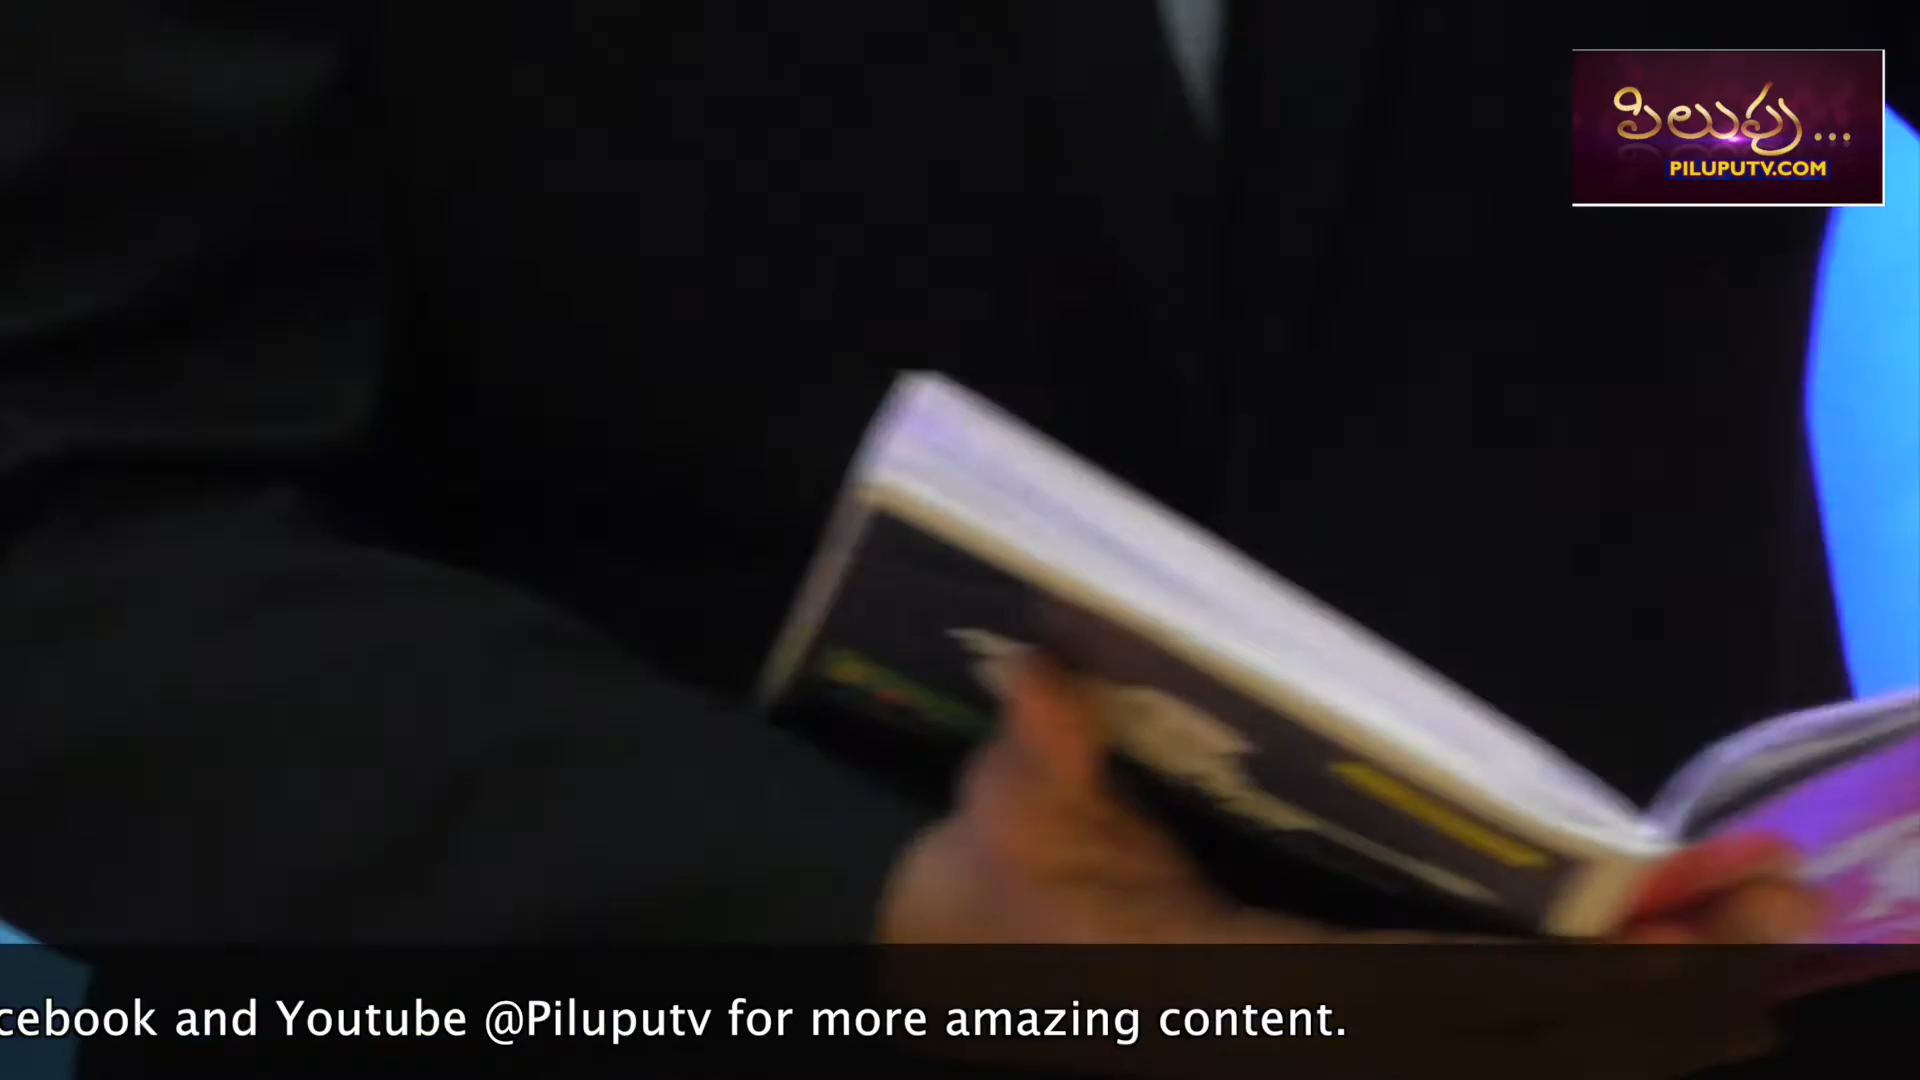 పిలుపు...
PILUPUTV.COM
cebook and Youtube @Piluputv for more amazing content.